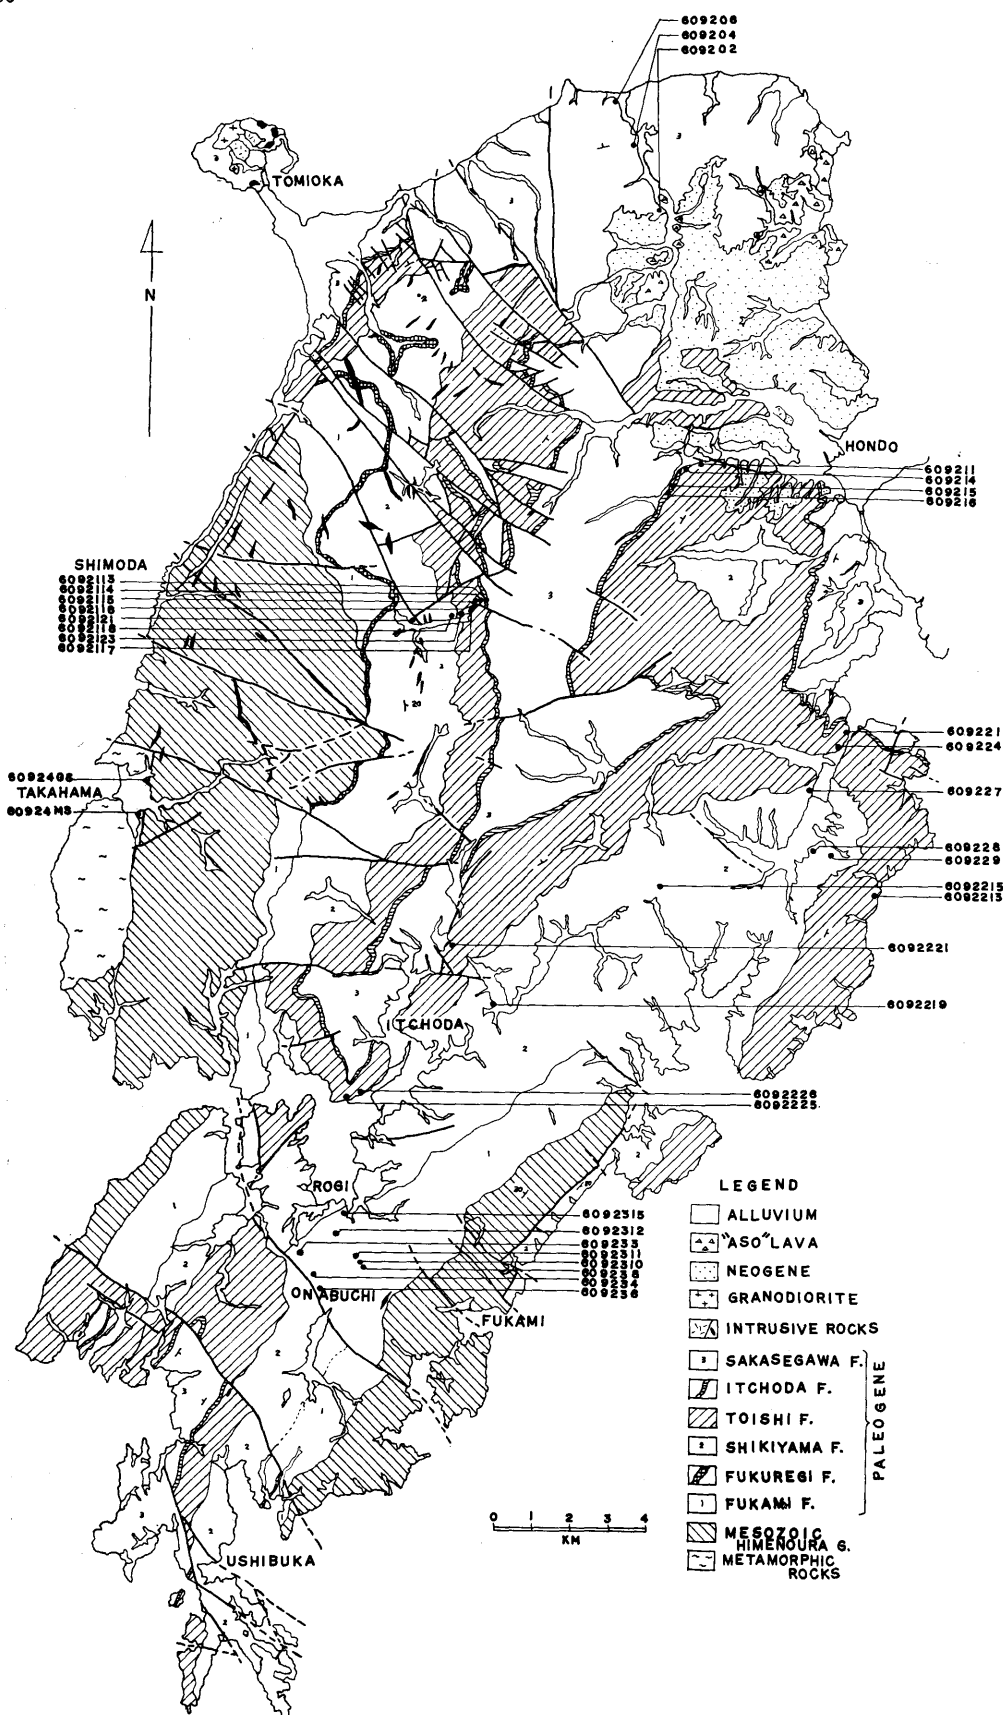 609206
609204
609202
TOMIOKA
N
HONDO
609211
609214
609215
609216
SHIMODA
6092113
6092114
6092115
6092116
6092121
6092118
6092123
6092117
609221
609224
609227
TAKAHAMA
609228
609229
6092215
6092213
6092221
6092219
ITCHODA
6092226
6092225
ROGI
6092315
6092312
609233
6092311
6092310
609238
609234
609236
ONABUCHI
FUKAMI
USHIBUKA
LEGEND
ALLUVIUM
"ASO" LAVA
NEOGENE
GRANODIORITE
INTRUSIVE ROCKS
3 SAKASEGAWA F.
ITCHODA F.
TOISHI F.
2 SHIKIYAMA F.
FUKUREGI F.
1 FUKAMI F.
PALEOGENE
MESOZOIC
HIMENOURA G.
METAMORPHIC
ROCKS
0 1 2 3 4
KM